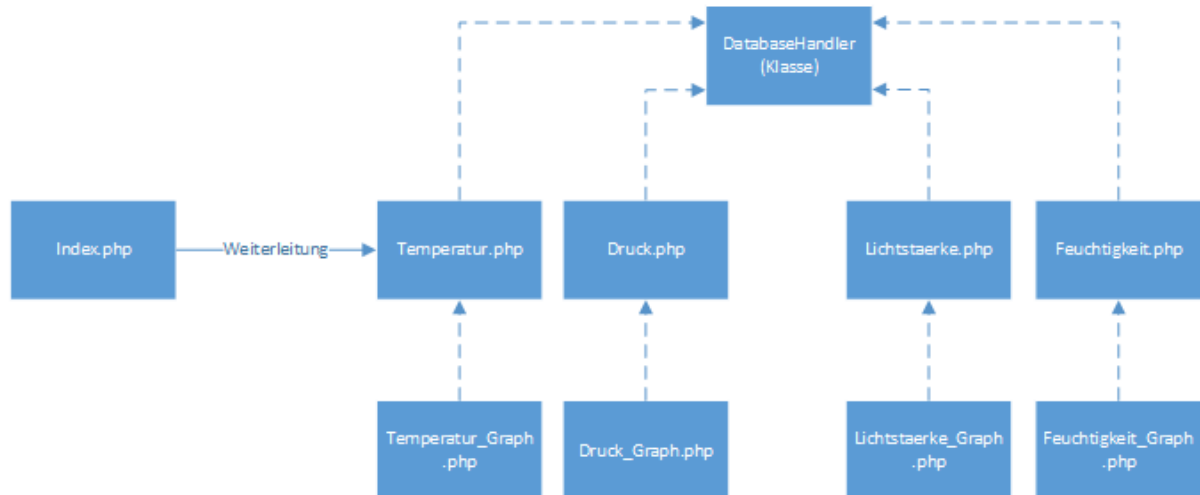 DatabaseHandler
(Klasse)
Index.php
Weiterleitung
Temperatur.php
Druck.php
Lichtstaerke.php
Feuchtigkeit.php
Temperatur_Graph
.php
Druck_Graph.php
Lichtstaerke_Graph
.php
Feuchtigkeit_Graph
.php